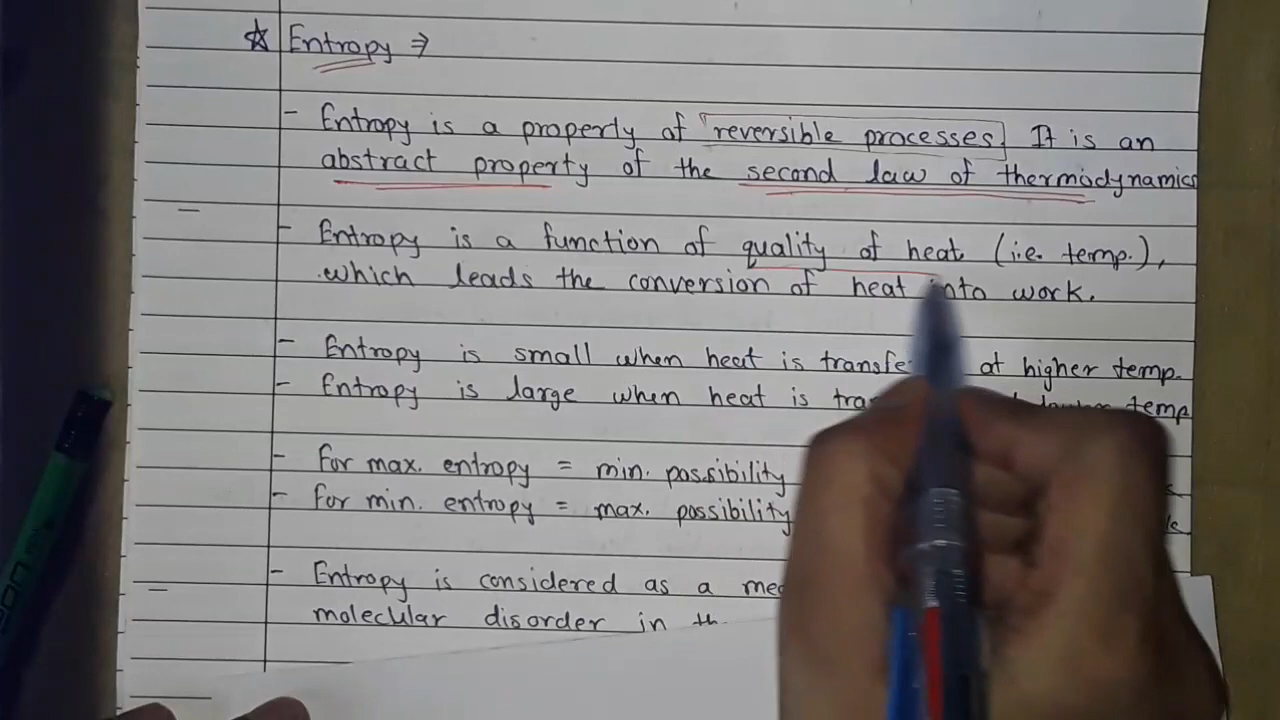 ☆ Entropy ⇒
- Entropy is a property of reversible processes. It is an
abstract property of the second law of thermodynamics
- Entropy is a function of quality of heat (i.e. temp.),
which leads the conversion of heat into work.
- Entropy is small when heat is at higher temp.
- Entropy is large when heat is temp
- for max. entropy = min. possibility
- for min. entropy = max. possibility
- Entropy is considered as a
molecular disorder in